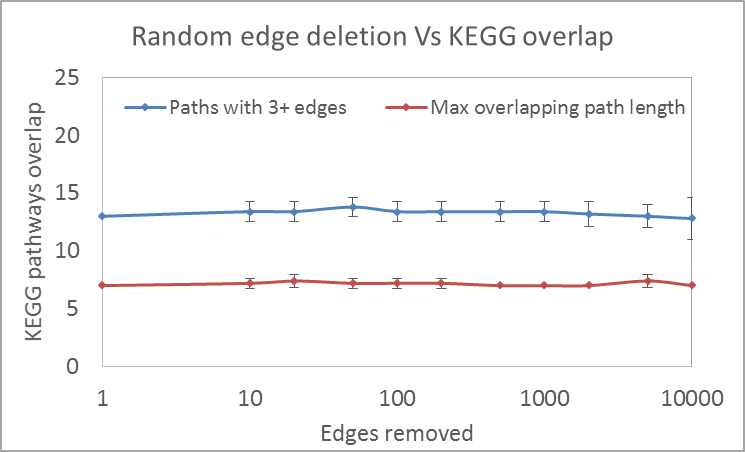 Random edge deletion Vs KEGG overlap
25
Paths with 3+ edges
Max overlapping path length
20
15
10
5
0
KEGG pathways overlap
1
10
100
1000
10000
Edges removed